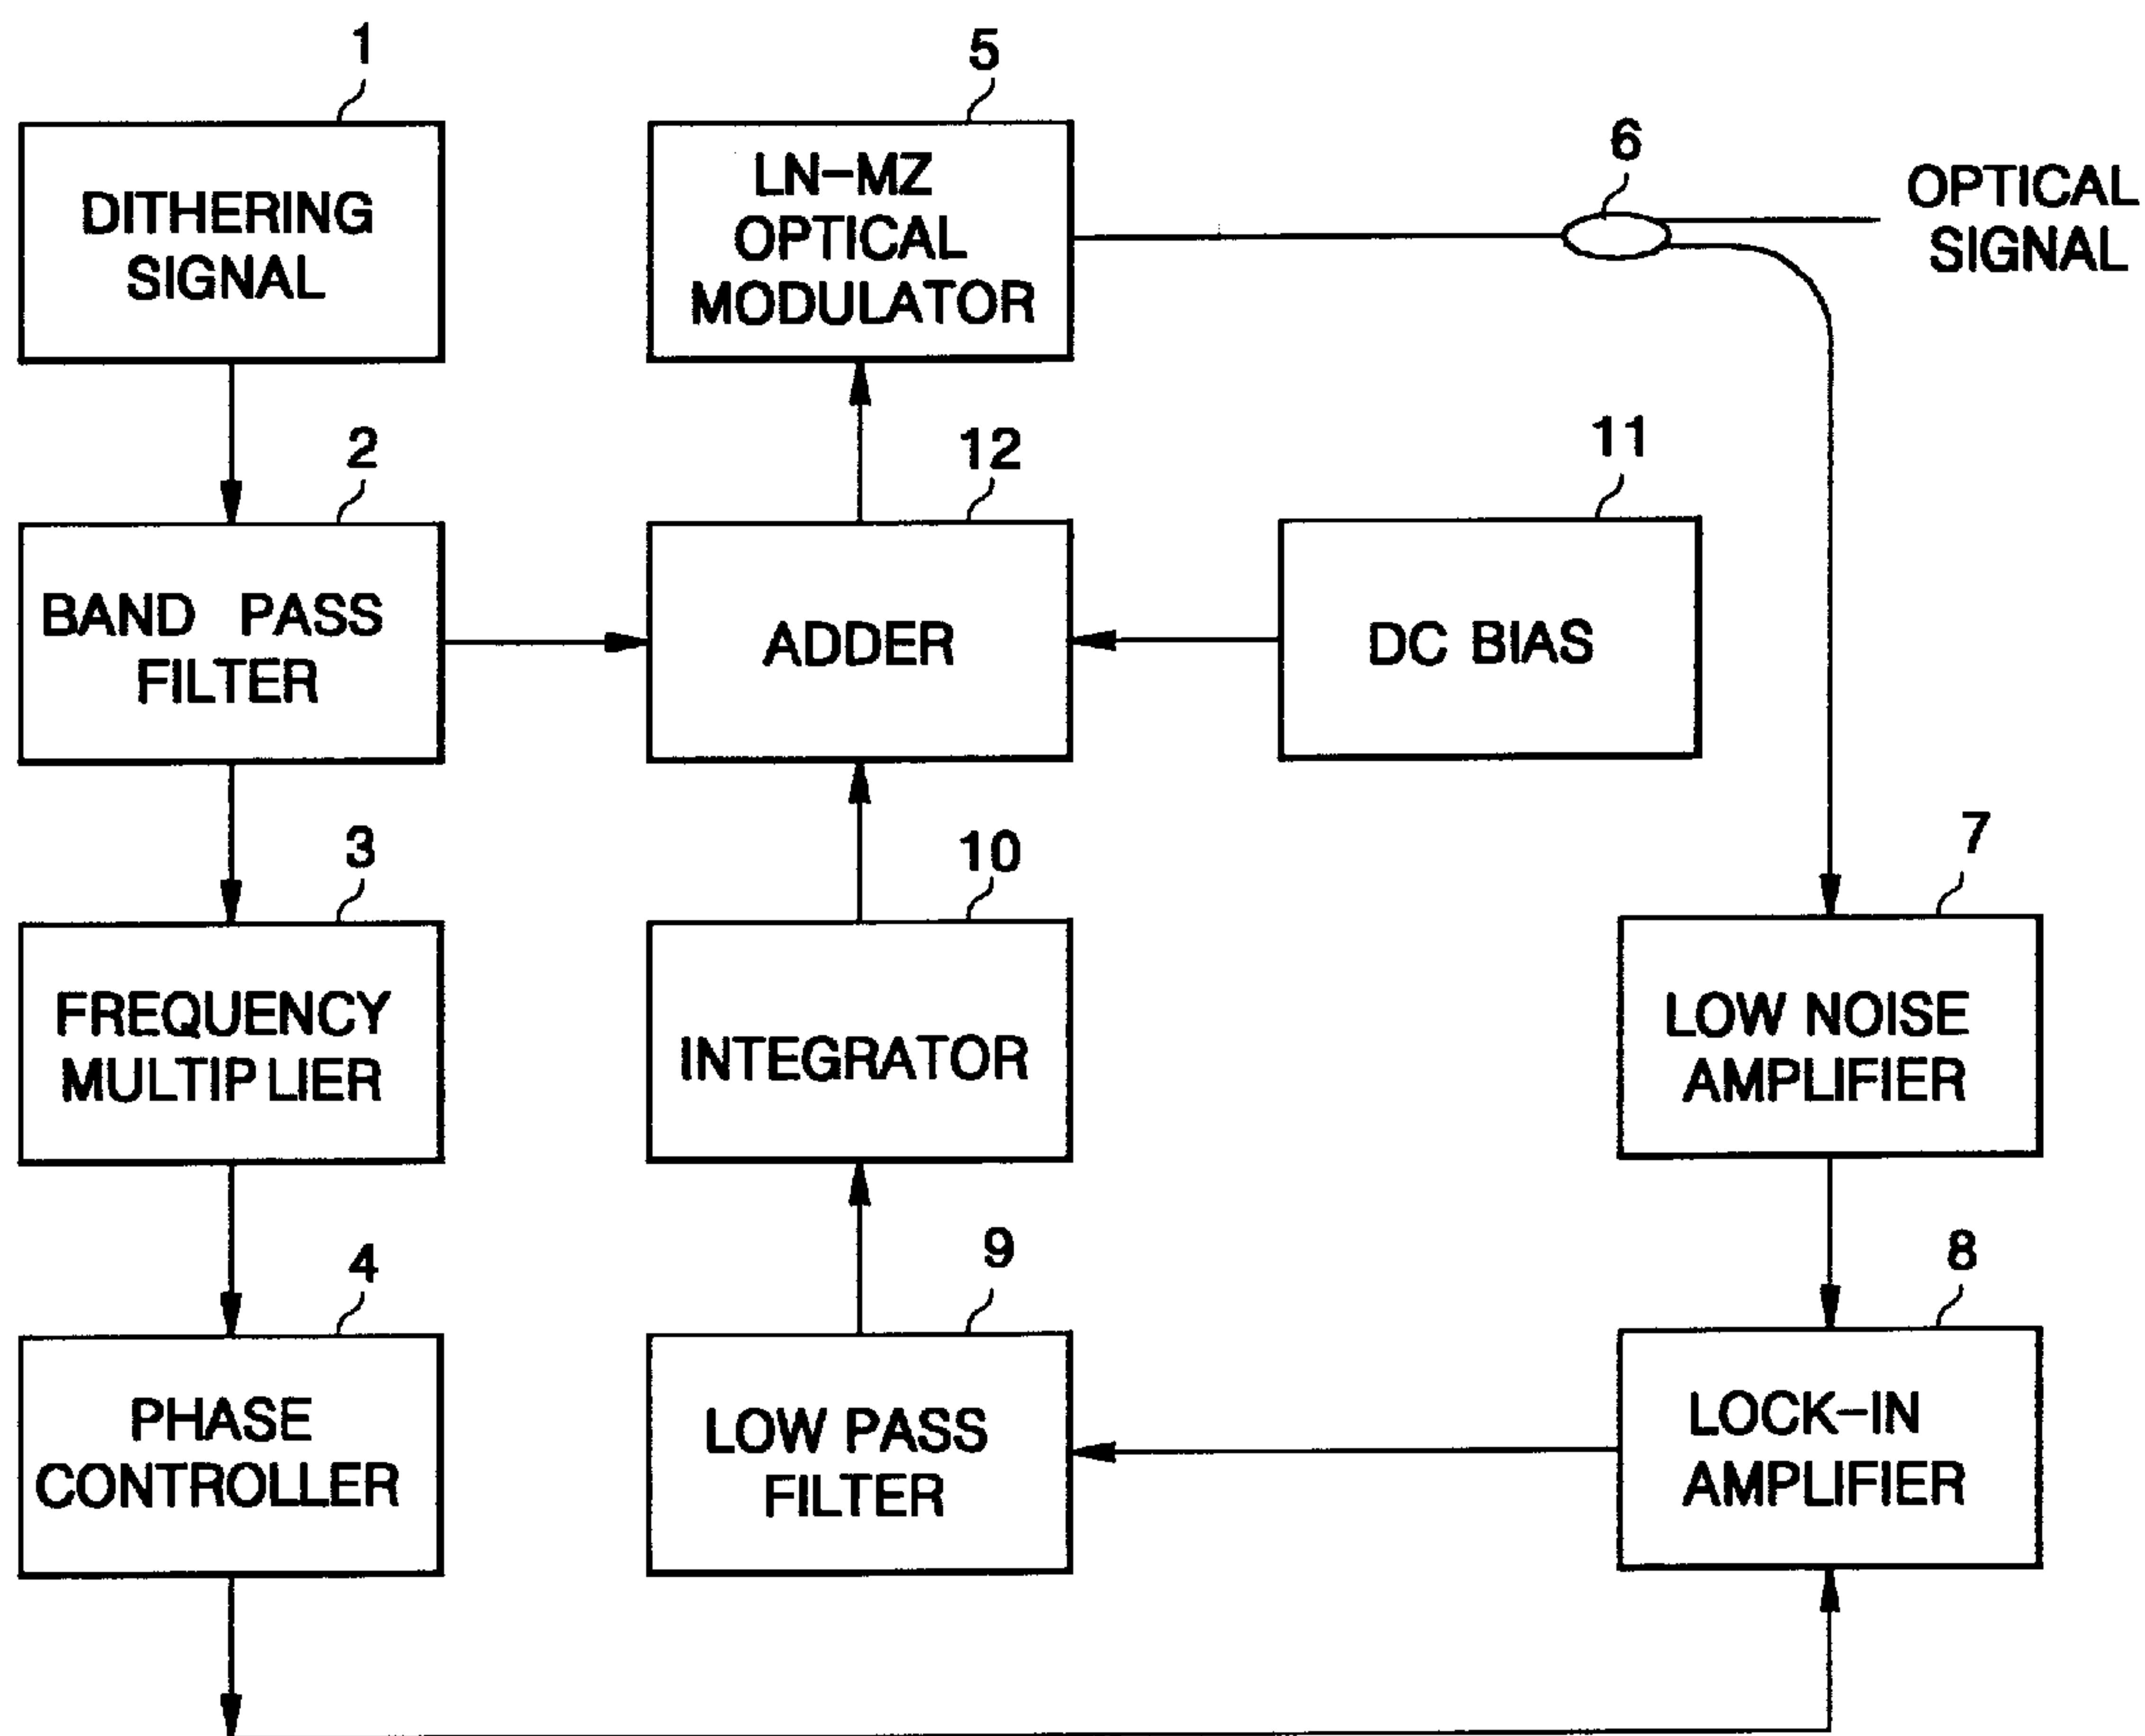 1
DITHERING
SIGNAL
5
LN-MZ
OPTICAL
MODULATOR
6
OPTICAL
SIGNAL
2
BAND PASS
FILTER
12
ADDER
11
DC BIAS
3
FREQUENCY
MULTIPLIER
10
INTEGRATOR
7
LOW NOISE
AMPLIFIER
4
PHASE
CONTROLLER
9
LOW PASS
FILTER
8
LOCK-IN
AMPLIFIER